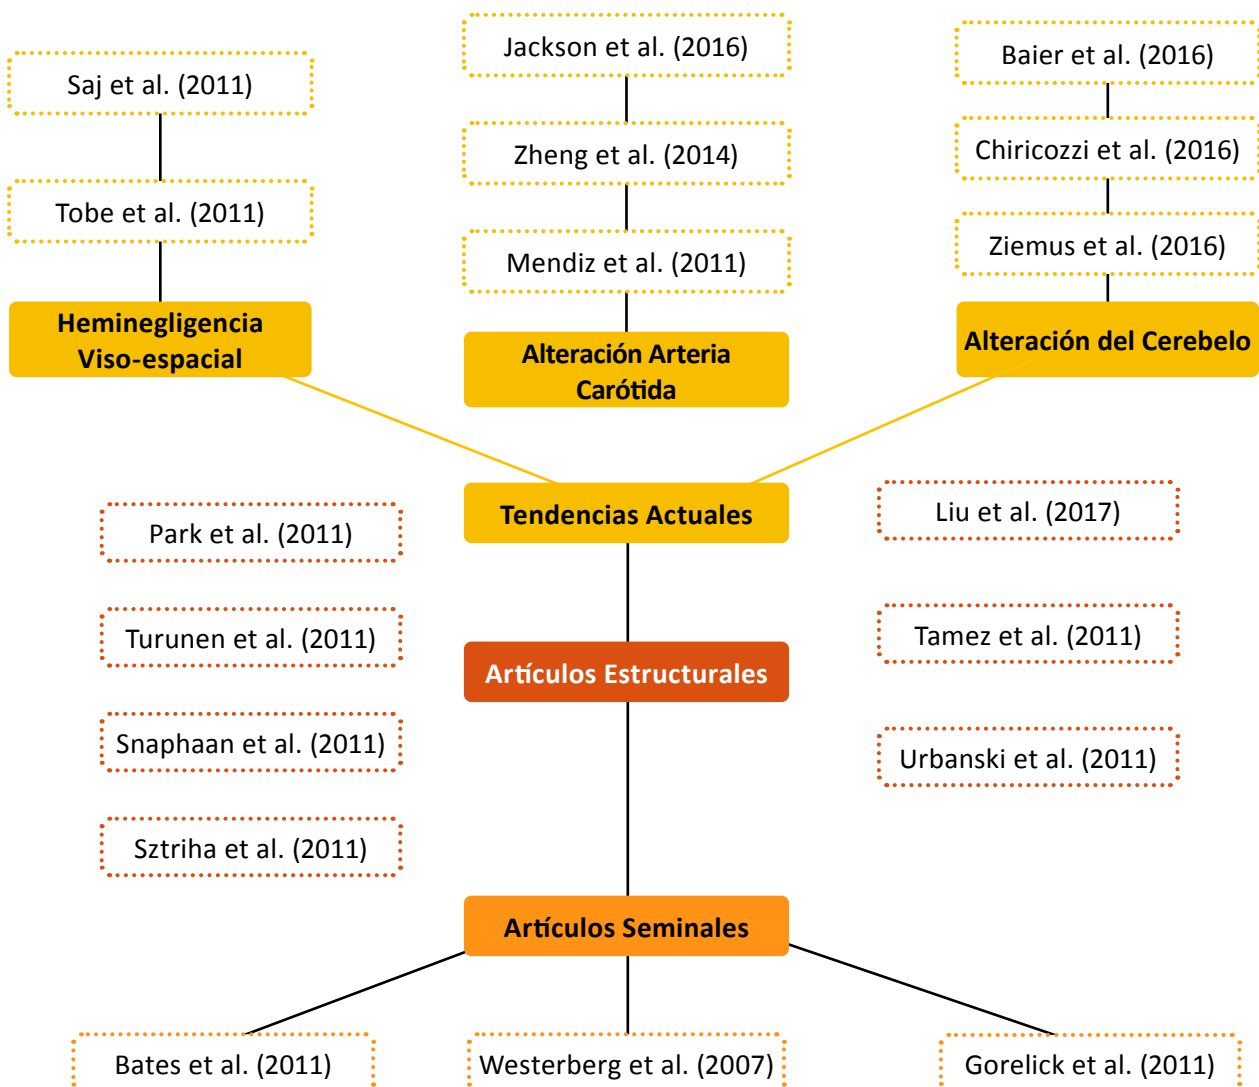 Saj et al. (2011)
Tobe et al. (2011)
Heminegligencia
Viso-espacial
Jackson et al. (2016)
Zheng et al. (2014)
Mendiz et al. (2011)
Alteración Arteria
Carótida
Baier et al. (2016)
Chiricozzi et al. (2016)
Ziemus et al. (2016)
Alteración del Cerebelo
Tendencias Actuales
Park et al. (2011)
Turunen et al. (2011)
Snaphaan et al. (2011)
Sztriha et al. (2011)
Artículos Estructurales
Liu et al. (2017)
Tamez et al. (2011)
Urbanski et al. (2011)
Artículos Seminales
Bates et al. (2011)
Westerberg et al. (2007)
Gorelick et al. (2011)